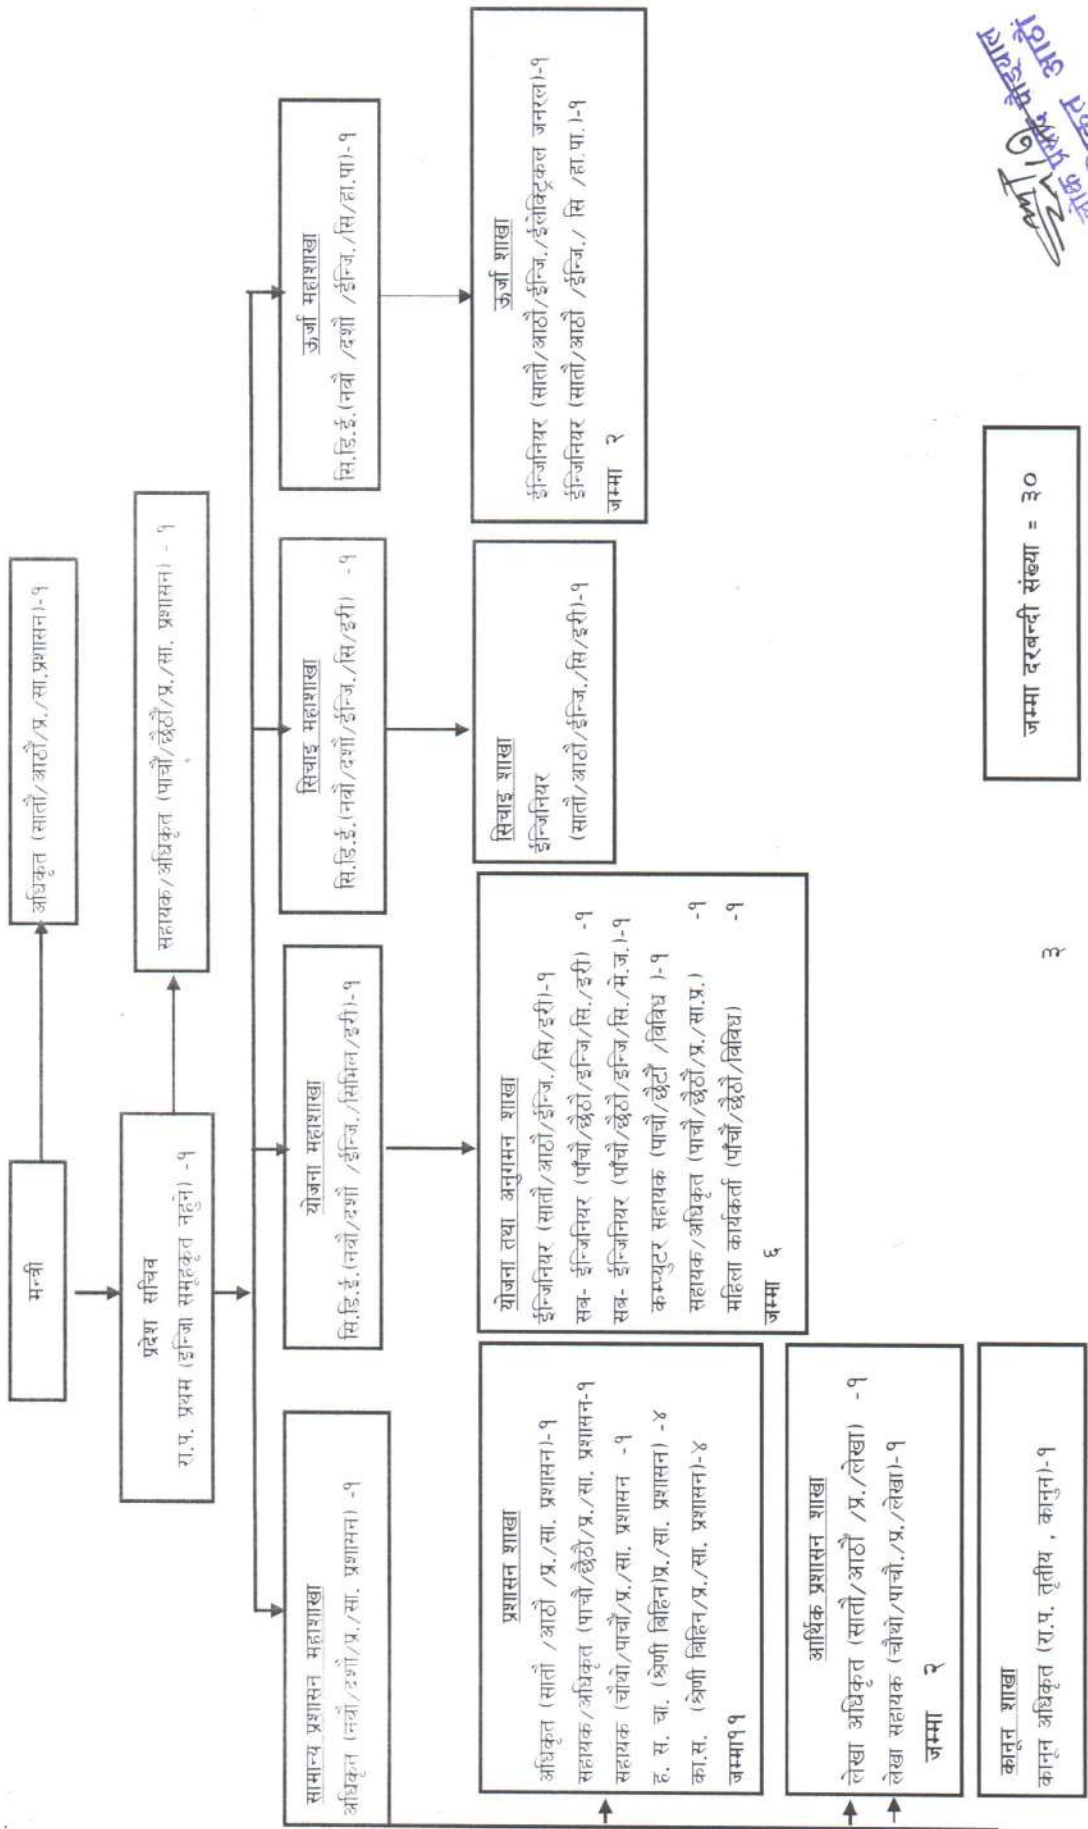 मन्त्री
अधिकृत (सातौं/आठौं/प्र./सा.प्रशासन)-१
प्रदेश सचिव
रा.प. प्रथम (इन्जि समूहकृत नहुने) -१
सहायक/अधिकृत (पाचौं/छैठौं/प्र./सा. प्रशासन) - १
सामान्य प्रशासन महाशाखा
अधिकृत (नवौं/दशौं/प्र./सा. प्रशासन) -१
योजना महाशाखा
सि.डि.ई.(नवौं/दशौं /ईन्जि./सिभिल/इरी)-१
सिचाइ महाशाखा
सि.डि.ई.(नवौं/दशौं/ईन्जि./सि/इरी) -१
ऊर्जा महाशाखा
सि.डि.ई.(नवौं /दशौं /ईन्जि./सि/हा.पा)-१
प्रशासन शाखा
अधिकृत (सातौं /आठौं /प्र./सा. प्रशासन)-१
सहायक/अधिकृत (पाचौं/छैठौं/प्र./सा. प्रशासन-१
सहायक (चौथो/पाचौं/प्र./सा. प्रशासन -१
ह. स. चा. (श्रेणी बिहिन)प्र./सा. प्रशासन) -४
का.स. (श्रेणी बिहिन/प्र./सा. प्रशासन)-४
जम्मा११
योजना तथा अनुगमन शाखा
ईन्जिनियर (सातौं/आठौं/ईन्जि./सि/इरी)-१
सब- ईन्जिनियर (पाँचौं/छैठौं/इन्जि/सि./इरी) -१
सब- ईन्जिनियर (पाँचौं/छैठौं/इन्जि/सि./मे.ज.)-१
कम्प्युटर सहायक (पाचौं/छैटौं /विविध )-१
सहायक/अधिकृत (पाचौं/छैठौं/प्र./सा.प्र.) -१
महिला कार्यकर्ता (पाँचौं/छैठौं/विविध) -१
जम्मा ६
सिचाइ शाखा
ईन्जिनियर
(सातौं/आठौं/ईन्जि./सि/इरी)-१
ऊर्जा शाखा
ईन्जिनियर (सातौं/आठौं/ईन्जि./ईलेक्ट्रिकल जनरल)-१
ईन्जिनियर (सातौं/आठौं /ईन्जि./ सि /हा.पा.)-१
जम्मा २
आर्थिक प्रशासन शाखा
लेखा अधिकृत (सातौं/आठौं /प्र./लेखा) -१
लेखा सहायक (चौथो/पाचौं./प्र./लेखा)-१
जम्मा २
कानून शाखा
कानून अधिकृत (रा.प. तृतीय , कानुन)-१
जम्मा दरबन्दी संख्या = ३०
३
प्रसाद पौड्याल
आठौं